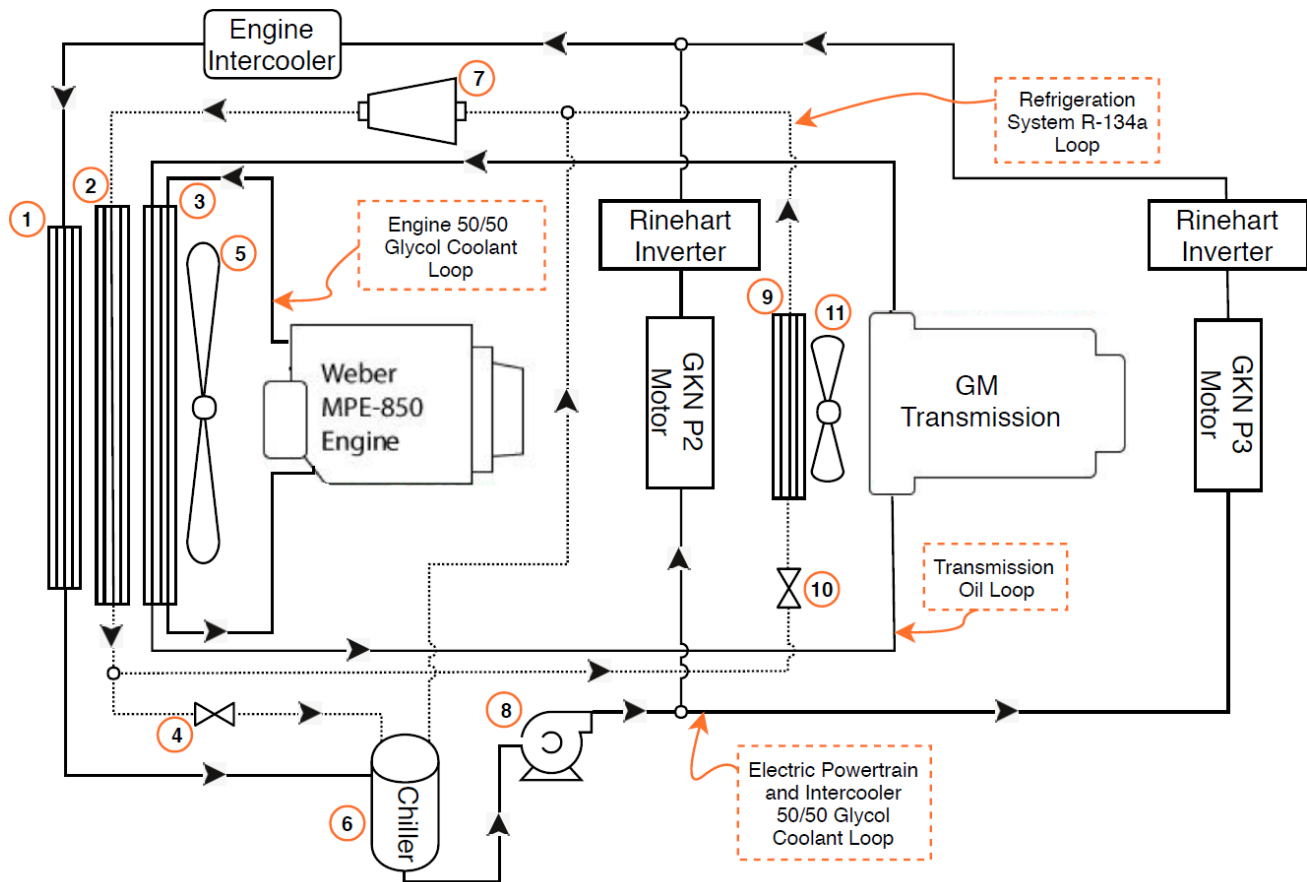 Engine
Intercooler
7
Refrigeration
System R-134a
Loop
2
1
3
Engine 50/50
Glycol Coolant
Loop
5
Rinehart
Inverter
Rinehart
Inverter
9
11
Weber
MPE-850
Engine
GKN P2
Motor
GM
Transmission
GKN P3
Motor
10
Transmission
Oil Loop
4
8
6
Chiller
Electric Powertrain
and Intercooler
50/50 Glycol
Coolant Loop